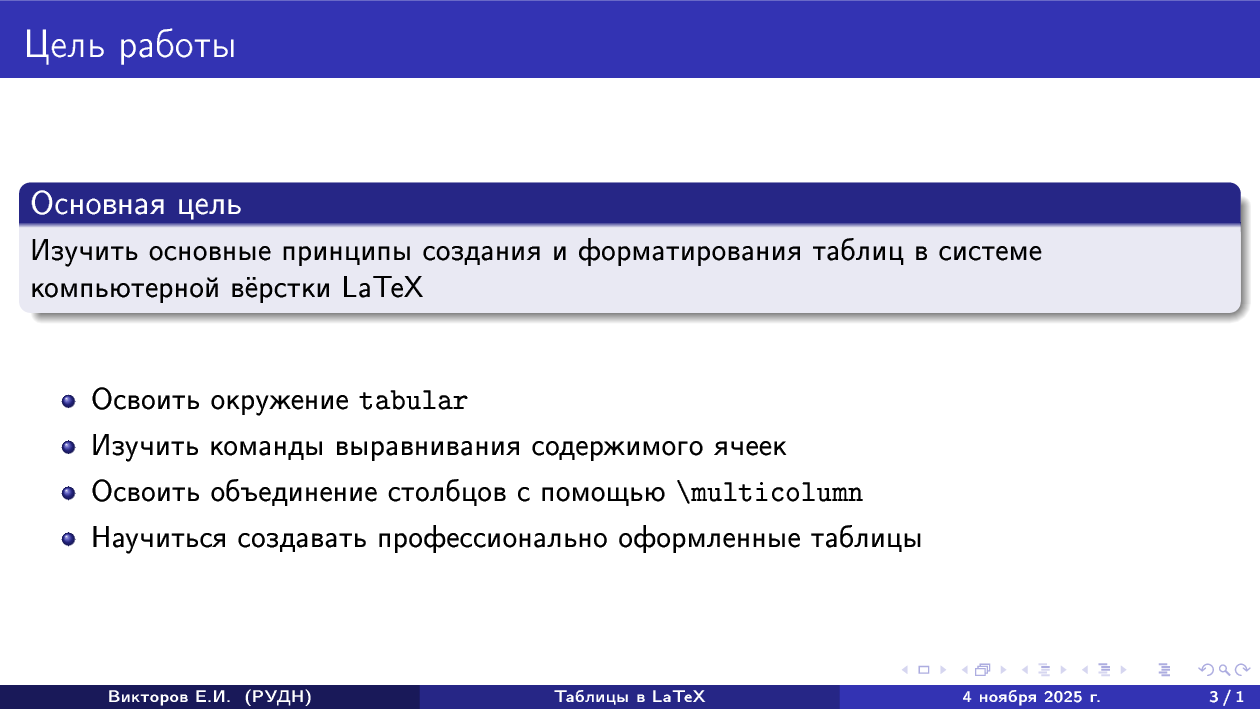 Цель работы
Основная цель
Изучить основные принципы создания и форматирования таблиц в системе
компьютерной вёрстки LaTeX
Освоить окружение tabular
Изучить команды выравнивания содержимого ячеек
Освоить объединение столбцов с помощью \multicolumn
Научиться создавать профессионально оформленные таблицы
Викторов Е.И. (РУДН) Таблицы в LaTeX 4 ноября 2025 г. 3 / 1